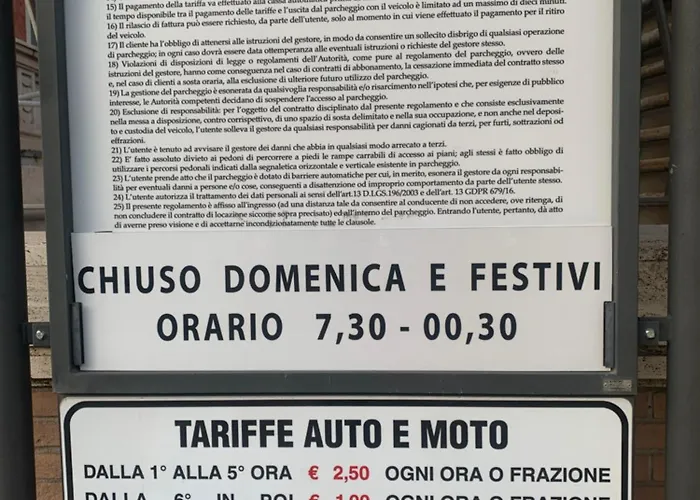 15) Il pagamento della tariffa va effettuato alla cassa
il tempo disponibile tra il pagamento delle tariffe e l'uscita dal parcheggio con il veicolo è limitato ad un massimo di dieci minuti.
16) Il rilascio di fattura può essere richiesto, da parte dell'utente, solo al momento in cui viene effettuato il pagamento per il ritiro
del veicolo.
17) Il cliente ha l'obbligo di attenersi alle istruzioni del gestore, in modo da consentire un sollecito disbrigo di qualsiasi operazione
di parcheggio; in ogni caso dovrà essere data ottemperanza alle eventuali istruzioni o richieste del gestore stesso.
18) Violazioni di disposizioni di legge o regolamenti dell'Autorità, come pure al regolamento del parcheggio, ovvero delle
istruzioni del gestore, hanno come conseguenza nel caso di contratti di abbonamento, la cessazione immediata del contratto stesso
e, nel caso di clienti a sosta oraria, alla esclusione di ulteriore futuro utilizzo del parcheggio.
19) La gestione del parcheggio è esonerata da qualsivoglia responsabilità e/o risarcimento nell'ipotesi che, per esigenze di pubblico
interesse, le Autorità competenti decidano di sospendere l'accesso al parcheggio.
20) Esclusione di responsabilità: per l'oggetto del contratto disciplinato dal presente regolamento e che consiste esclusivamente
nella messa a disposizione, contro corrispettivo, di uno spazio di sosta delimitato e nella sua occupazione, e non anche nel deposi-
to e custodia del veicolo, l'utente solleva il gestore da qualsiasi responsabilità per danni cagionati da terzi, per furti, sottrazioni od
effrazioni.
21) L'utente è tenuto ad avvisare il gestore dei danni che abbia in qualsiasi modo arrecato a terzi.
22) E' fatto assoluto divieto ai pedoni di percorrere a piedi le rampe carrabili di accesso ai piani; agli stessi è fatto obbligo di
utilizzare i percorsi pedonali indicati dalla segnaletica orizzontale e verticale esistente in parcheggio.
23) L'utente prende atto che il parcheggio è dotato di barriere automatiche per cui, in merito, esonera il gestore da ogni responsabi-
lità per eventuali danni a persone e/o cose, conseguenti a disattenzione od improprio comportamento da parte dell'utente stesso.
24) L'utente autorizza il trattamento dei dati personali ai sensi dell'art.13 D.LGS.196/2003 e dell'art. 13 GDPR 679/16.
25) Il presente regolamento è affisso all'ingresso (ad una distanza tale da consentire al conducente di non accedere, ove ritenga, di
non concludere il contratto di locazione siccome sopra precisato) ed all'interno del parcheggio. Entrando l'utente, pertanto, dà atto
di averne preso visione e di accettarne incondizionatamente tutte le clausole.
CHIUSO DOMENICA E FESTIVI
ORARIO 7,30 - 00,30
TARIFFE AUTO E MOTO
DALLA 1° ALLA 5° ORA € 2,50 OGNI ORA O FRAZIONE
DALLA 6° IN POI € 1,00 OGNI ORA O FRAZIONE